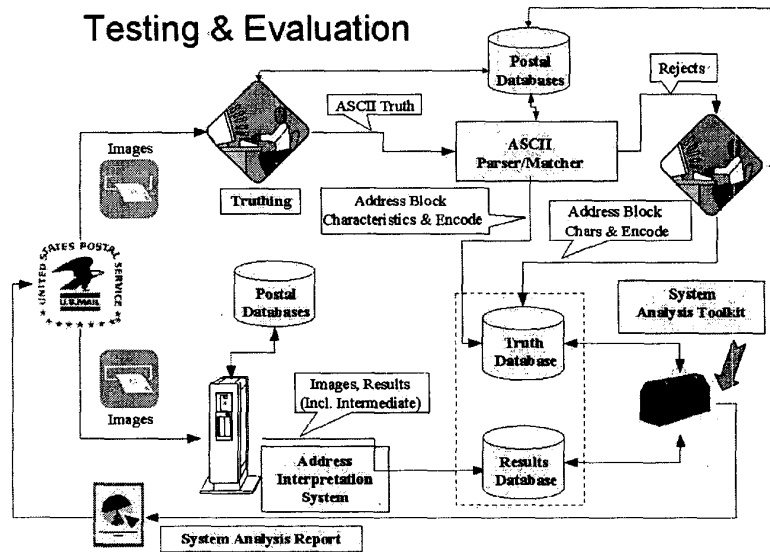 Testing & Evaluation
Postal
Databases
Rejects
ASCII Truth
Images
ASCII
Parser/Matcher
Truthing
Address Block
Characteristics & Encode
Address Block
Chars & Encode
UNITED STATES POSTAL SERVICE
U.S.MAIL
Postal
Databases
System
Analysis Toolkit
Truth
Database
Images, Results
(Incl. Intermediate)
Images
Address
Interpretation
System
Results
Database
System Analysis Report